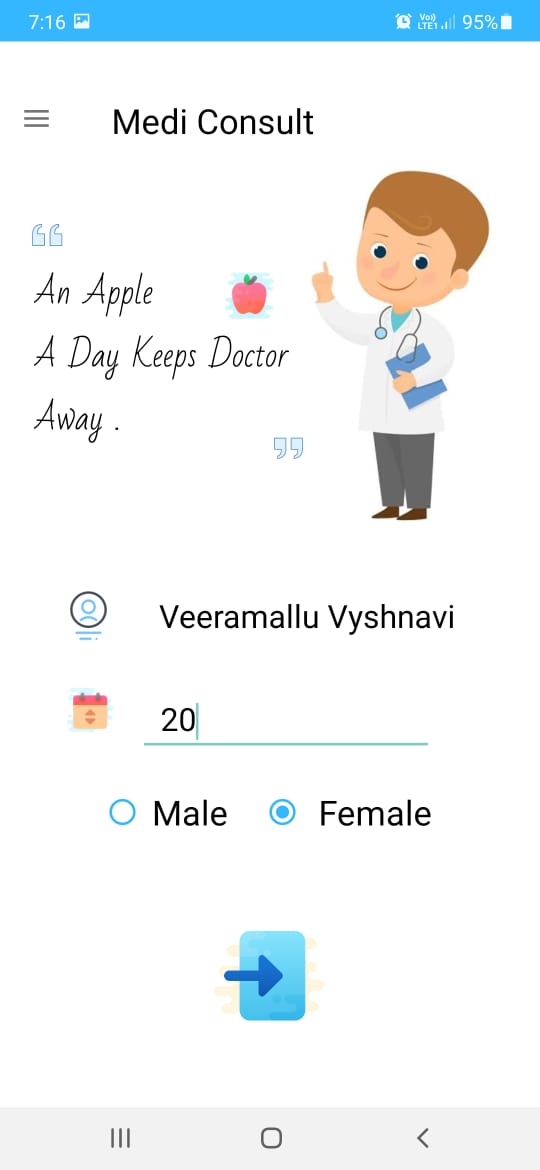 7:16 Vo)) LTE1 95%
Medi Consult
An Apple
A Day Keeps Doctor
Away .
Veeramallu Vyshnavi
20
Male Female